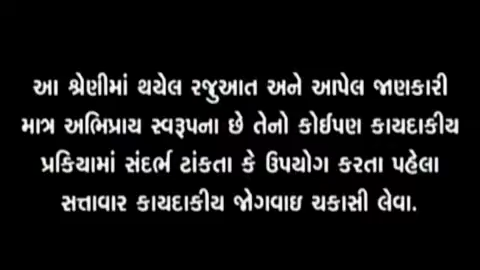 આ શ્રેણીમાં થયેલ રજુઆત અને આપેલ જાણકારી
માત્ર અભિપ્રાય સ્વરૂપના છે તેનો કોઈપણ કાયદાકીય
પ્રકિયામાં સંદર્ભ ટાંકતા કે ઉપયોગ કરતા પહેલા
સત્તાવાર કાયદાકીય જોગવાઇ ચકાસી લેવા.